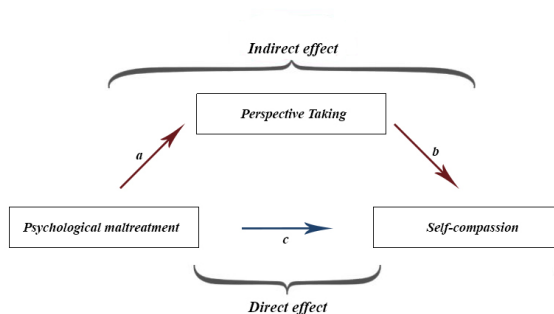 Indirect effect
Perspective Taking
a
b
Psychological maltreatment
c
Self-compassion
Direct effect